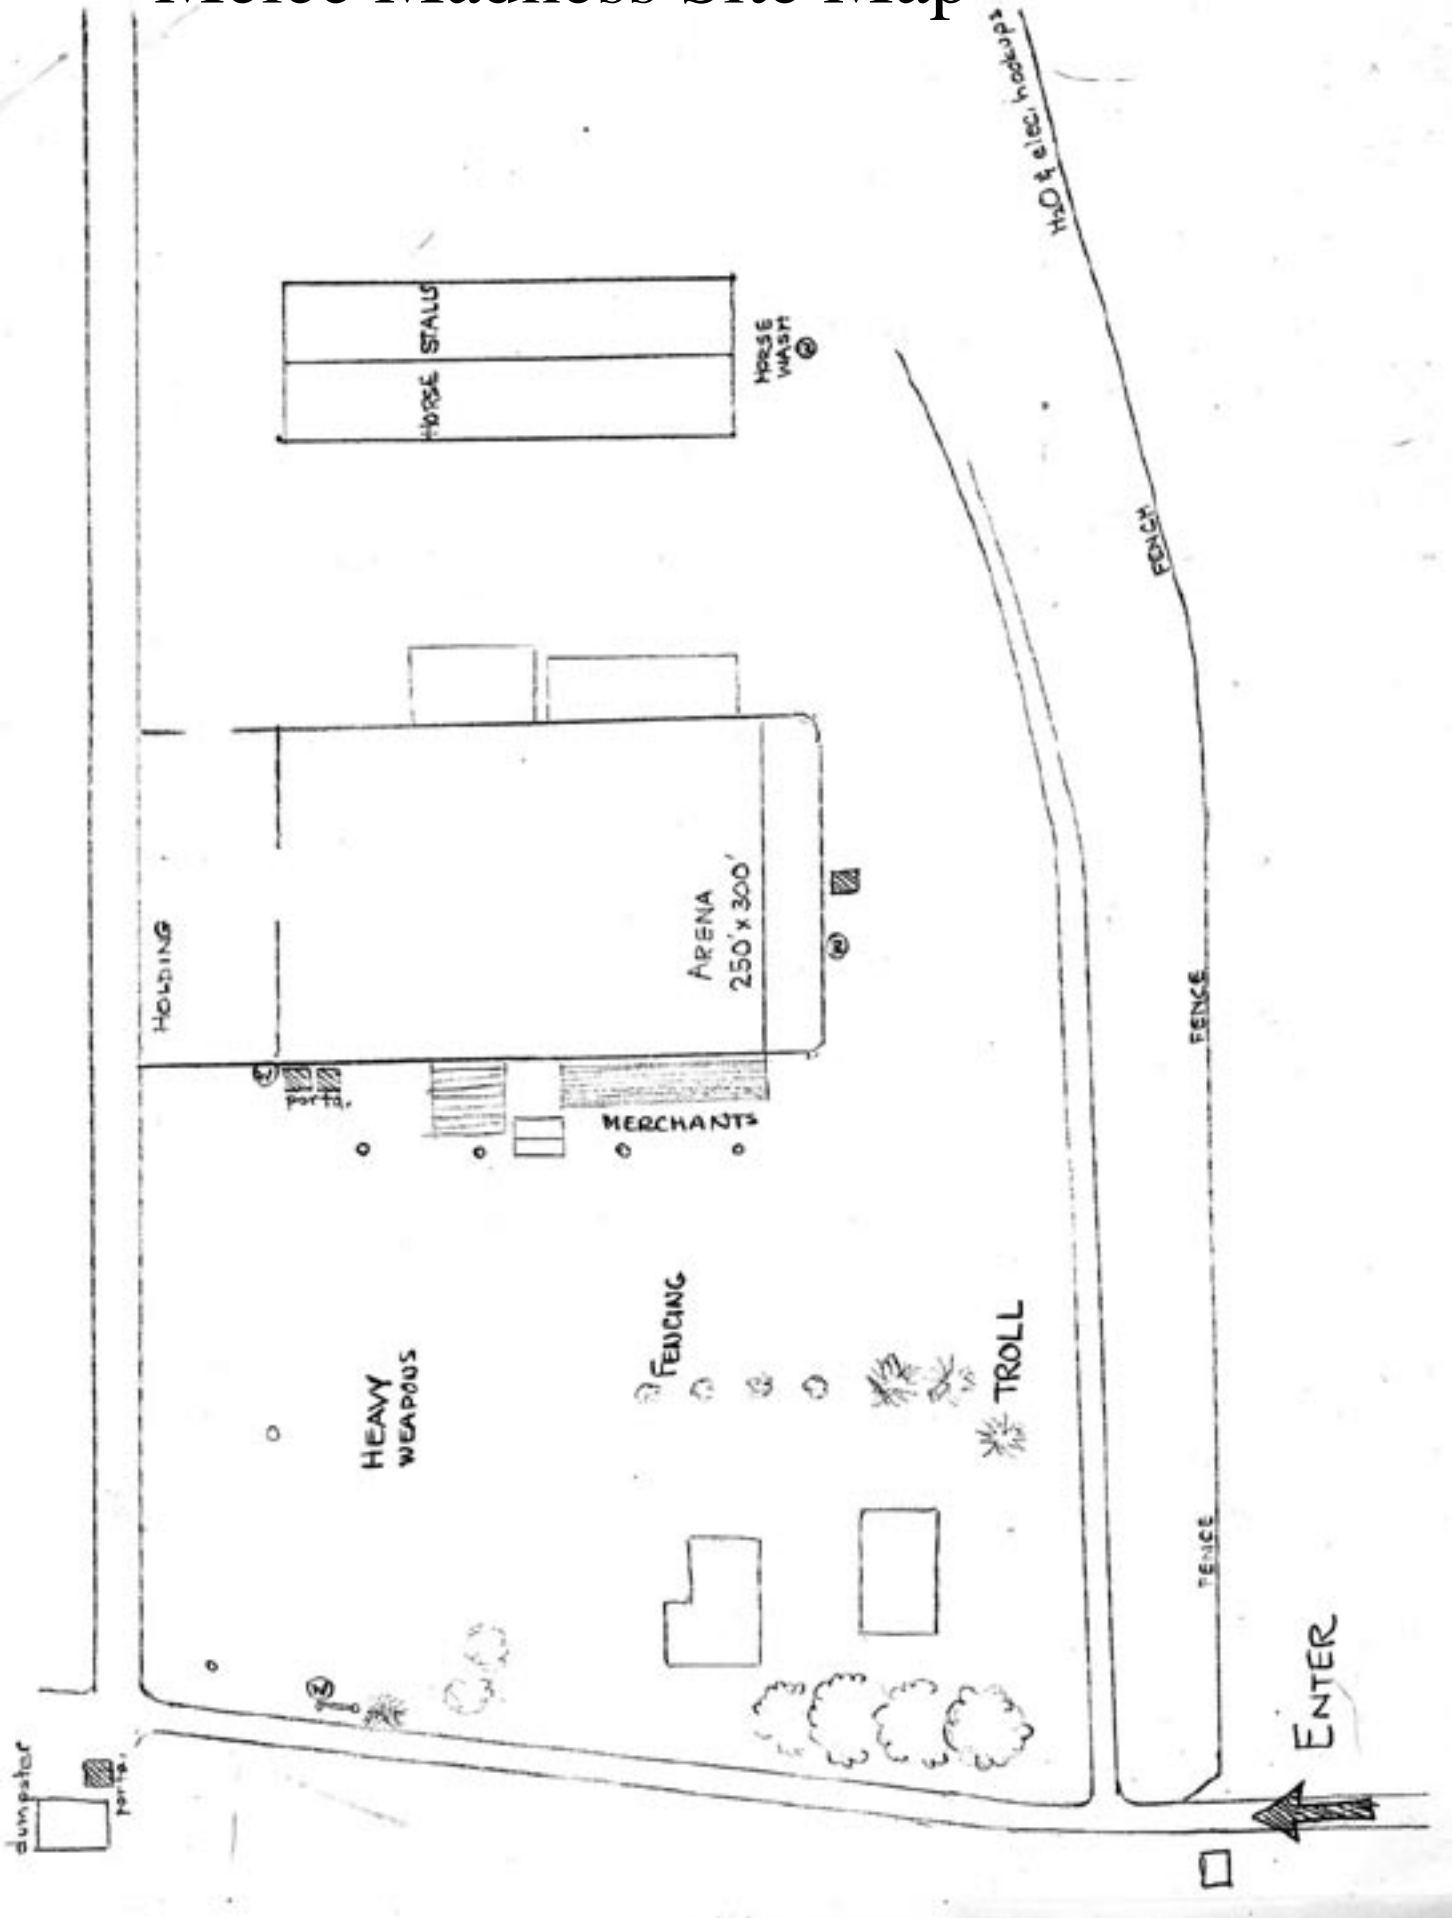 Melee Madness Site Map
H2O & elec. hookups
HORSE STALLS
HORSE
WASH
W
FENCE
HOLDING
ARENA
250' x 300'
W
FENCE
W
porta.
MERCHANTS
FENCING
HEAVY
WEAPONS
TROLL
FENCE
W
ENTER
dumpster
porta.